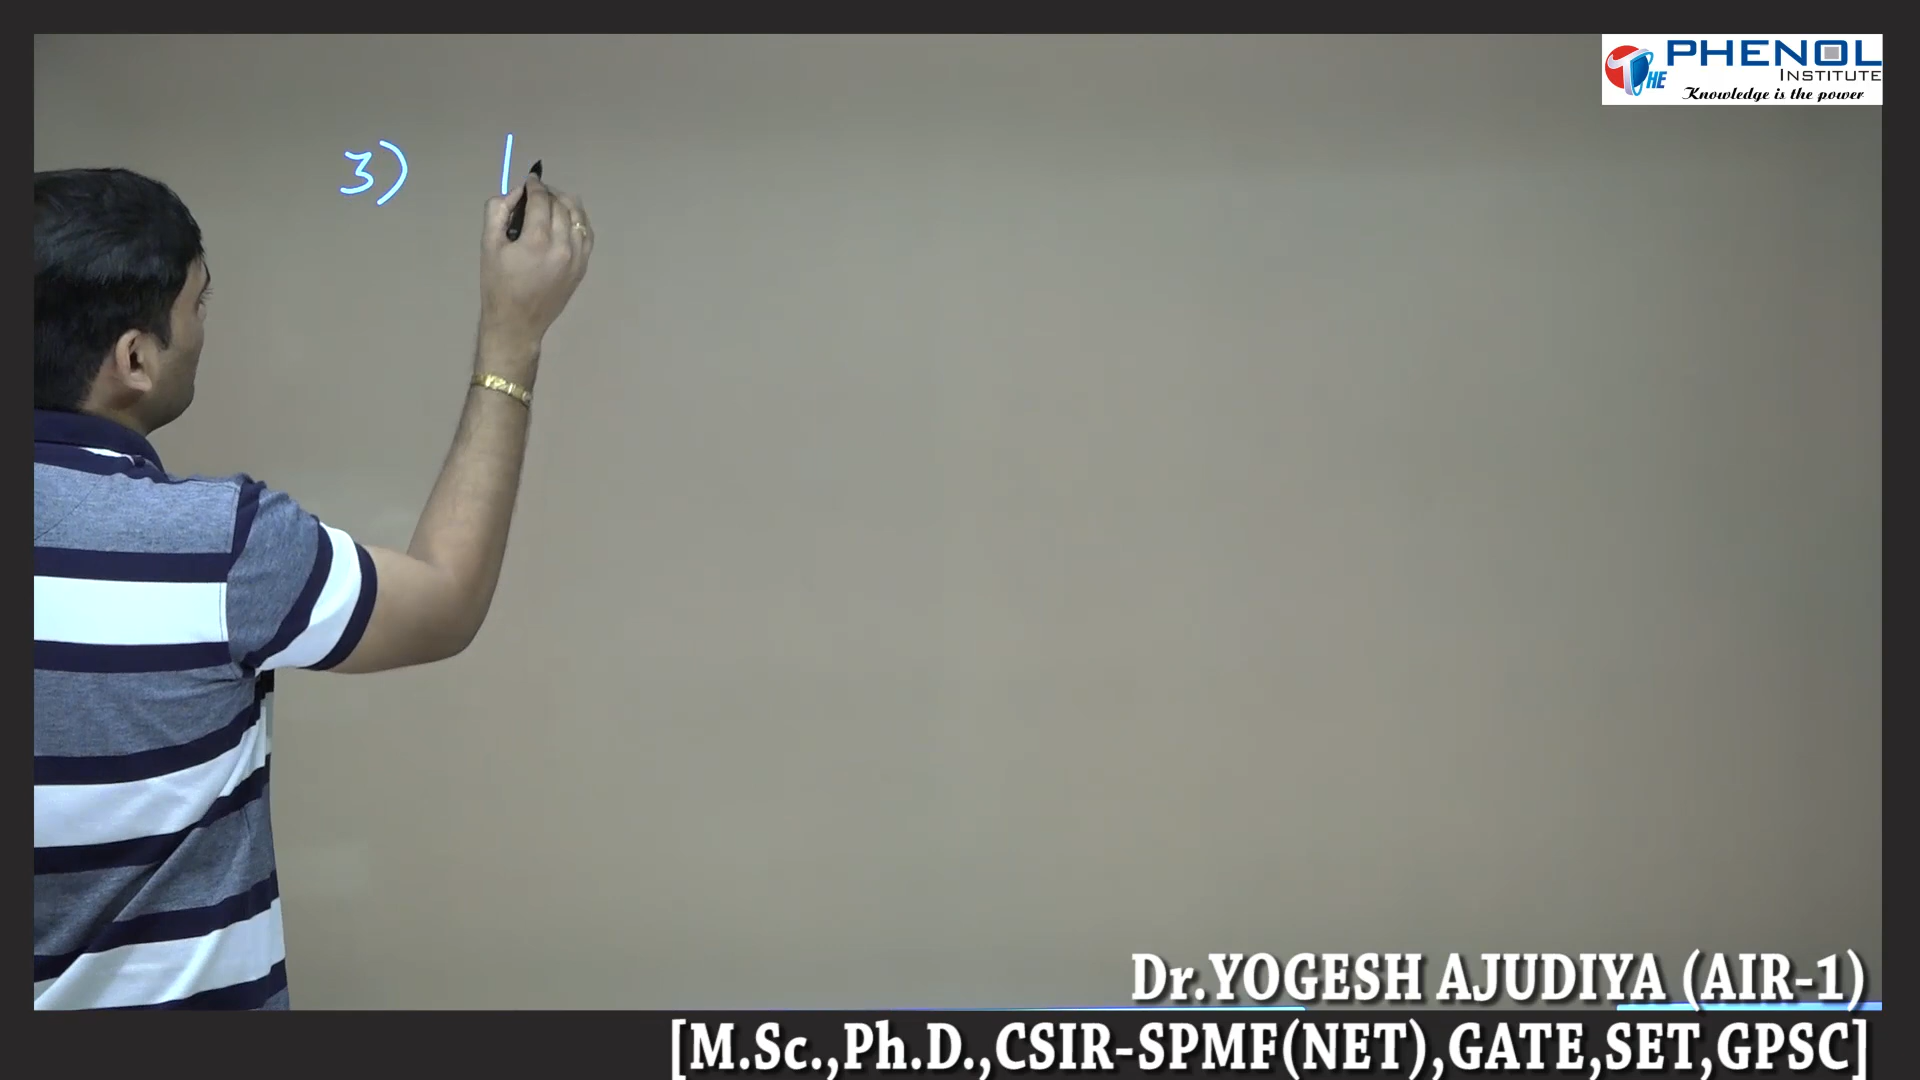 THE PHENOL
INSTITUTE
Knowledge is the power
3) |
Dr.YOGESH AJUDIYA (AIR-1)
[M.Sc.,Ph.D.,CSIR-SPMF(NET),GATE,SET,GPSC]